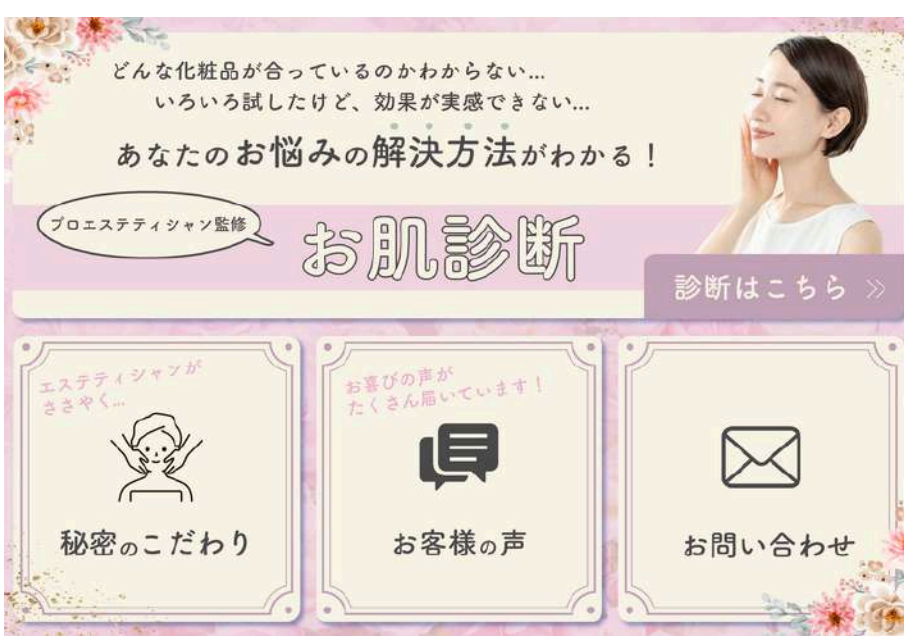 どんな化粧品が合っているのかわからない...
いろいろ試したけど、効果が実感できない...
あなたのお悩みの解決方法がわかる!
プロエステティシャン監修
お肌診断
診断はこちら »
エステティシャンが
ささやく...
秘密のこだわり
お喜びの声が
たくさん届いています!
お客様の声
お問い合わせ